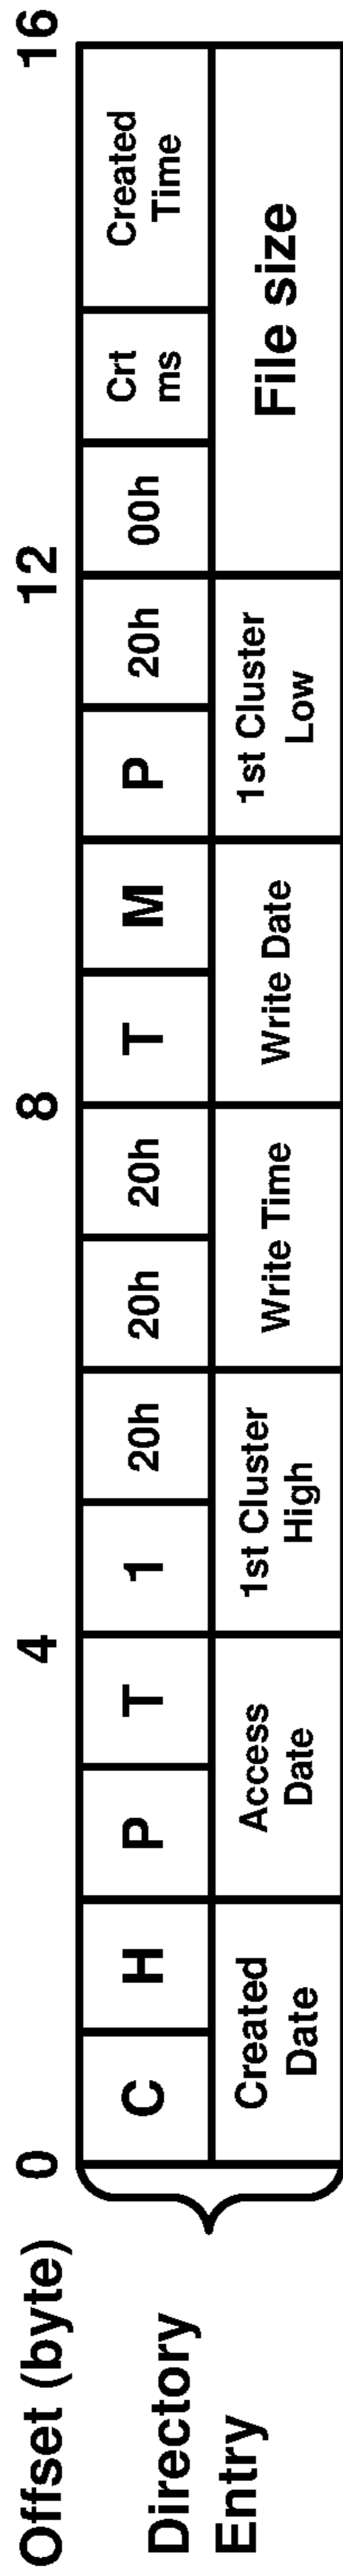 Offset (byte) 0 4 8 12 16
Directory
Entry
C H P T 1 20h 20h 20h T M P 20h 00h Crt ms Created Time
Created Date Access Date 1st Cluster High Write Time Write Date 1st Cluster Low File size